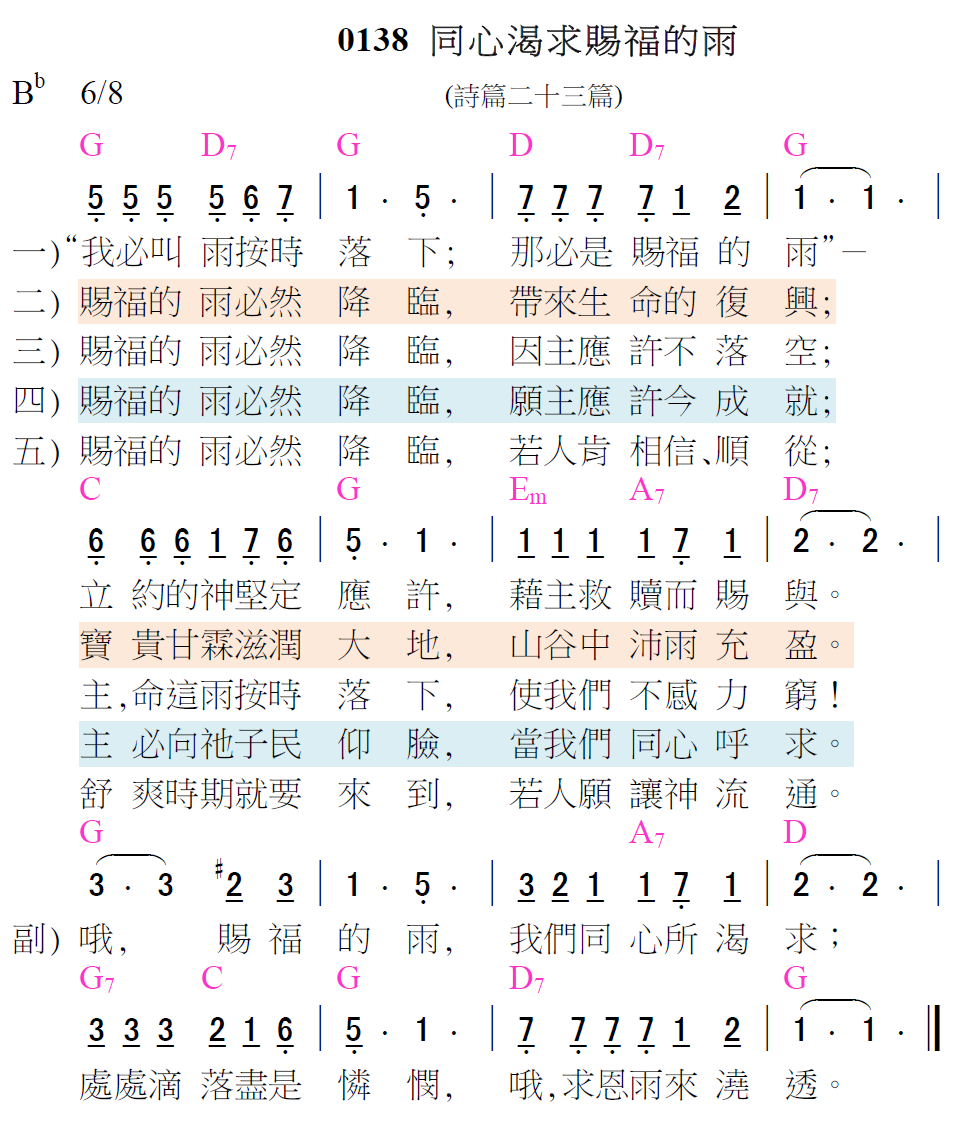 0138 同心渴求賜福的雨
B♭ 6/8 (詩篇二十三篇)
G D7 G D D7 G
5 5 5 5 6 7 | 1 · 5 · | 7 7 7 7 1 2 | 1 · 1 · |
一)“我必叫 雨按時 落 下; 那必是 賜福 的 雨”—
二) 賜福的 雨必然 降 臨, 帶來生 命的 復 興;
三) 賜福的 雨必然 降 臨, 因主應 許不 落 空;
四) 賜福的 雨必然 降 臨, 願主應 許今 成 就;
五) 賜福的 雨必然 降 臨, 若人肯 相信、順 從;
C G Em A7 D7
6 6 6 1 7 6 | 5 · 1 · | 1 1 1 1 7 1 | 2 · 2 · |
立 約的神堅定 應 許, 藉主救 贖而 賜 與。
寶 貴甘霖滋潤 大 地, 山谷中 沛雨 充 盈。
主,命這雨按時 落 下, 使我們 不感 力 窮!
主 必向祂子民 仰 臉, 當我們 同心 呼 求。
舒 爽時期就要 來 到, 若人願 讓神 流 通。
G A7 D
3 · 3 #2 3 | 1 · 5 · | 3 2 1 1 7 1 | 2 · 2 · |
副) 哦, 賜 福 的 雨, 我們同 心所 渴 求;
G7 C G D7 G
3 3 3 2 1 6 | 5 · 1 · | 7 7 7 7 1 2 | 1 · 1 · ‖
處處滴 落盡是 憐 憫, 哦,求恩雨來 澆 透。